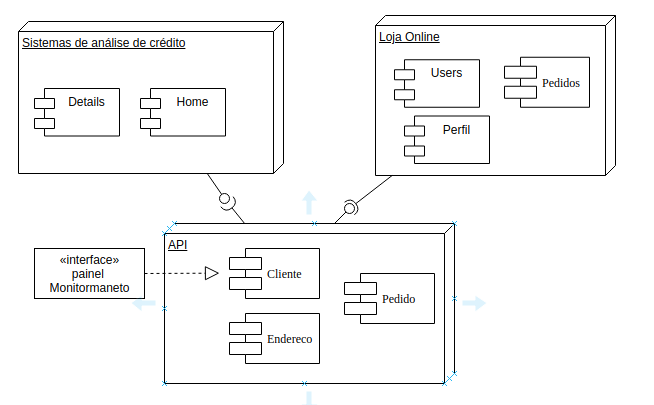 Sistemas de análise de crédito
Details
Home
Loja Online
Users
Pedidos
Perfil
API
«interface»
painel
Monitormaneto
Cliente
Pedido
Endereco